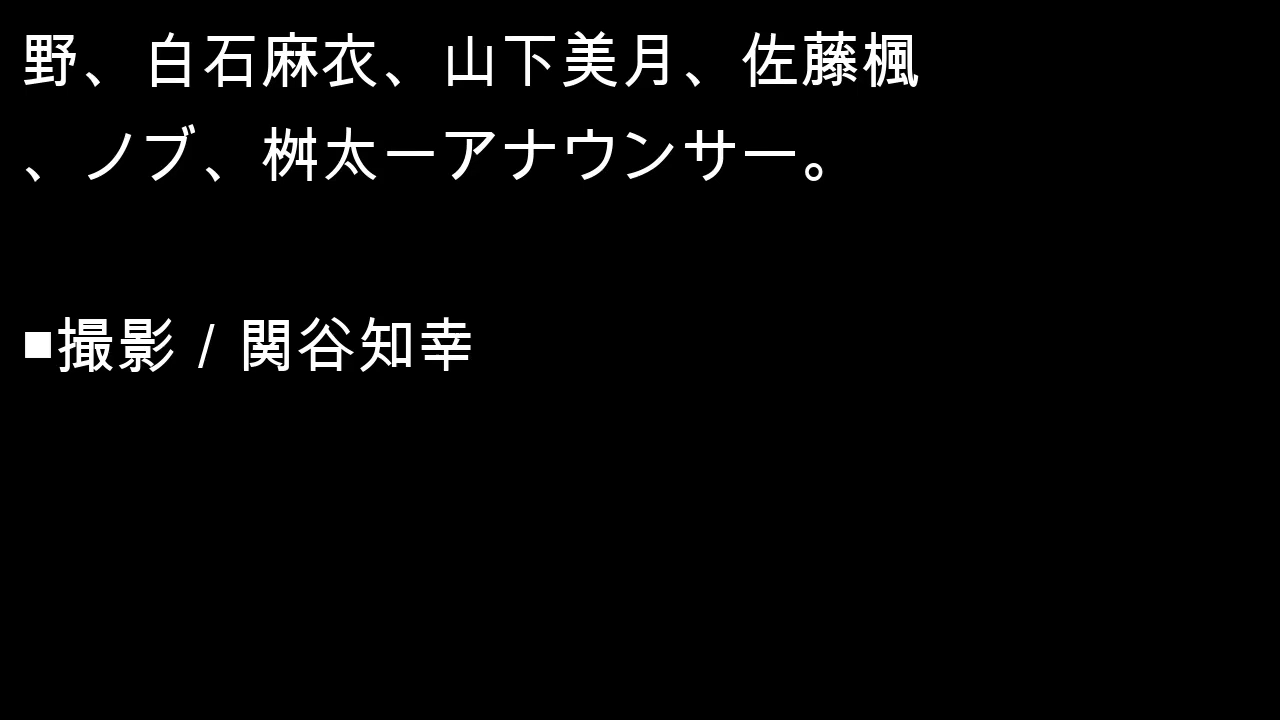 野、白石麻衣、山下美月、佐藤楓
、ノブ、桝太一アナウンサー。
■撮影 / 関谷知幸